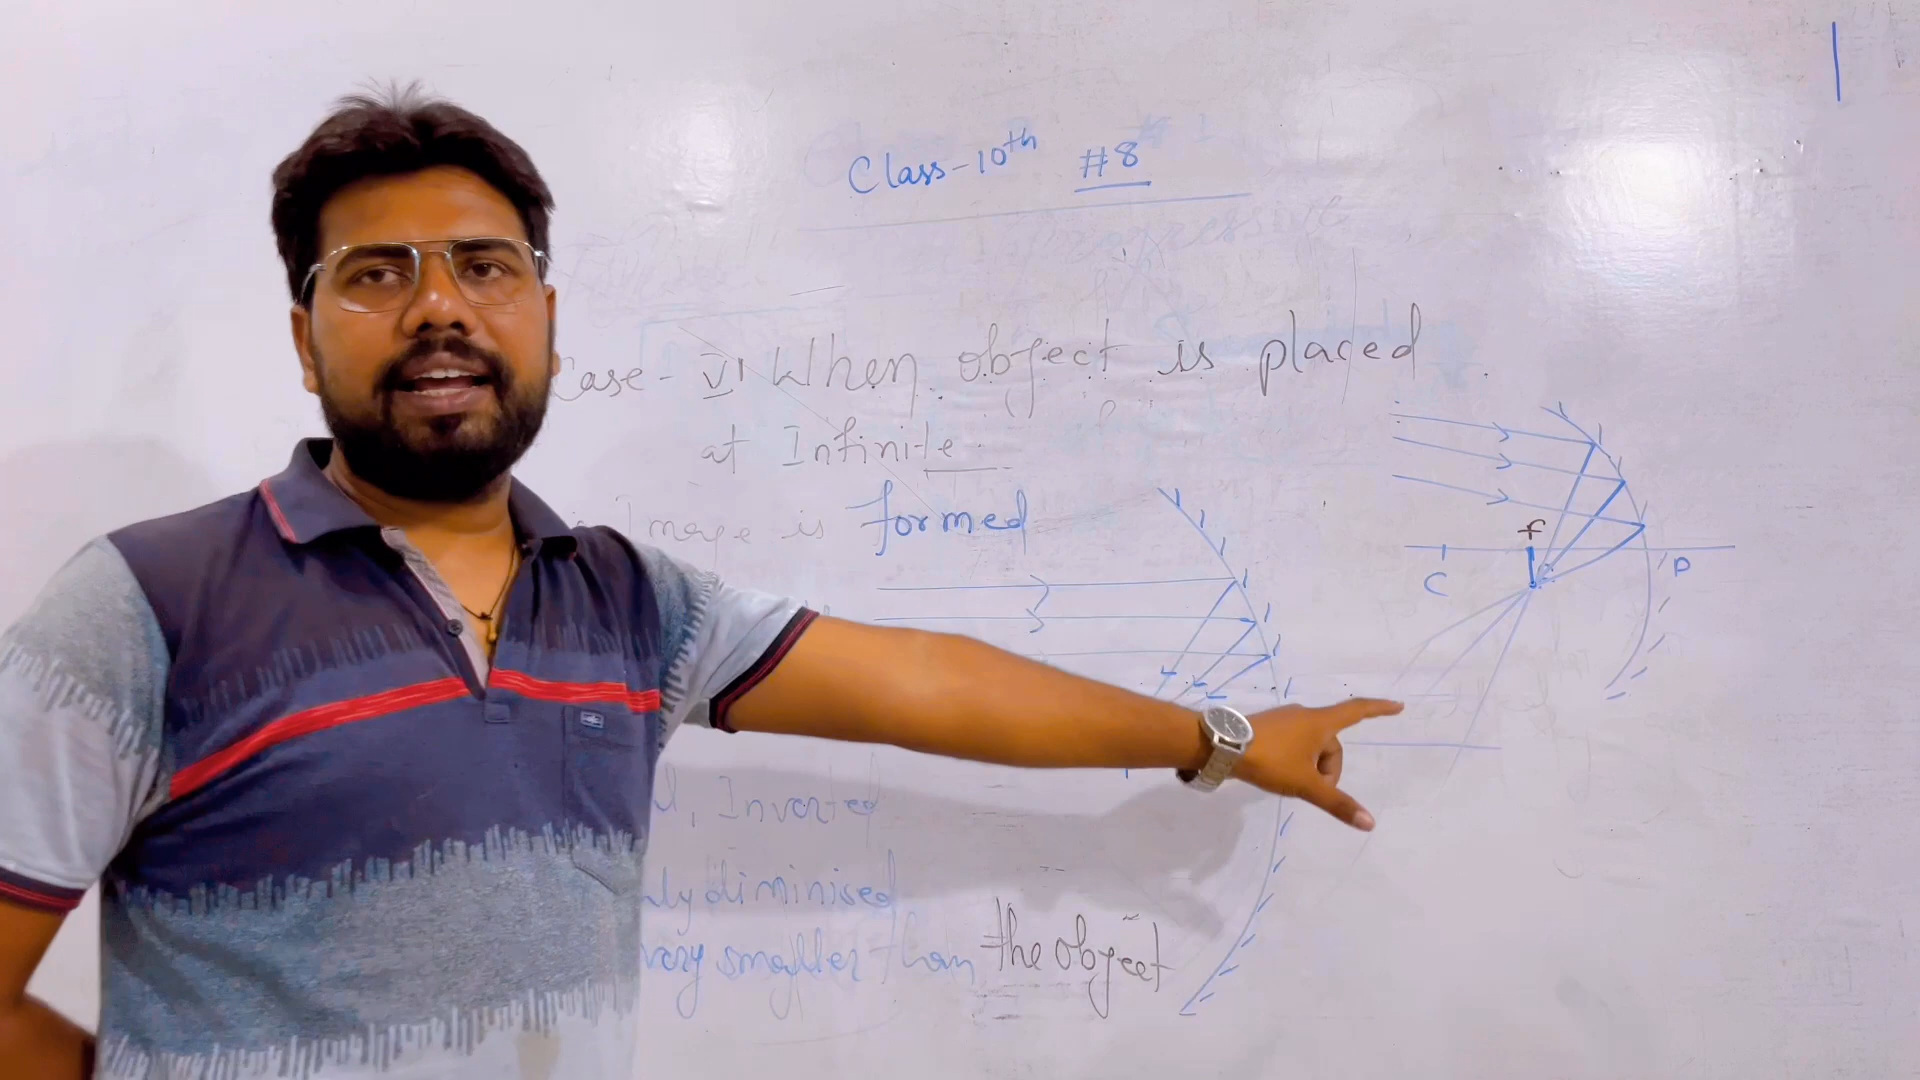 Class-10th #8
Case-VI When object is placed
at Infinite
Image is formed
f
C
P
Inverted
diminised
very smaller than the object